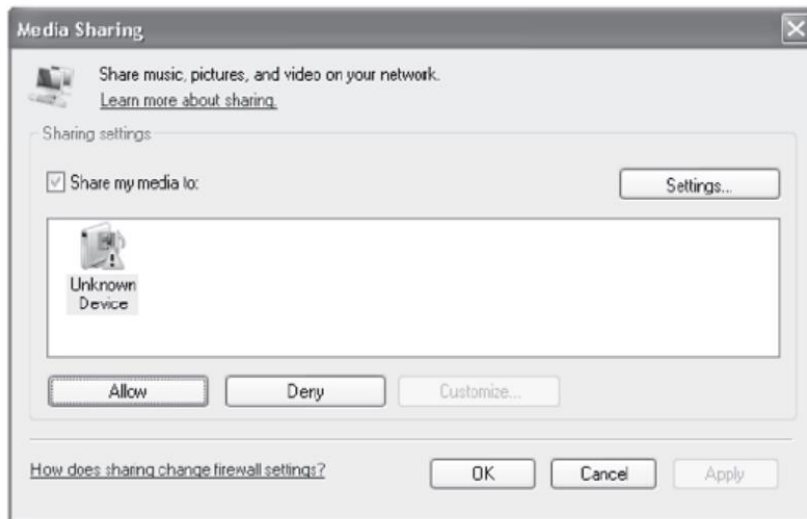 Media Sharing
Share music, pictures, and video on your network.
Learn more about sharing.
Sharing settings
Share my media to:
Settings...
Unknown
Device
Allow
Deny
Customize...
How does sharing change firewall settings?
OK
Cancel
Apply